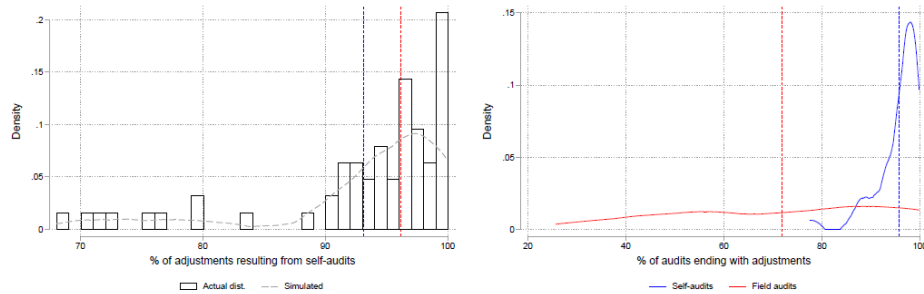 .2
.15
.1
.05
0
Density
70 80 90 100
% of adjustments resulting from self-audits
Actual dist. Simulated
.15
.1
.05
0
Density
20 40 60 80 100
% of audits ending with adjustments
Self-audits Field audits